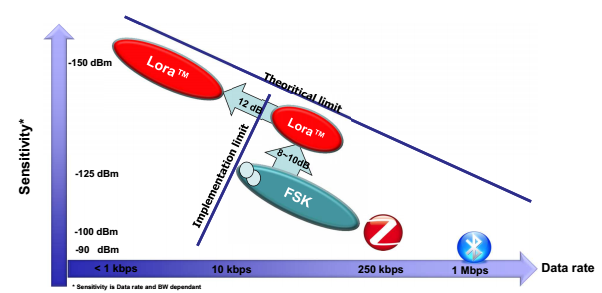 -150 dBm
Lora™
Theoritical limit
12 dB
Lora™
Implementation limit
8~10dB
Sensitivity*
-125 dBm
FSK
-100 dBm
-90 dBm
< 1 kbps
10 kbps
250 kbps
1 Mbps
Data rate
* Sensitivity is Data rate and BW dependant